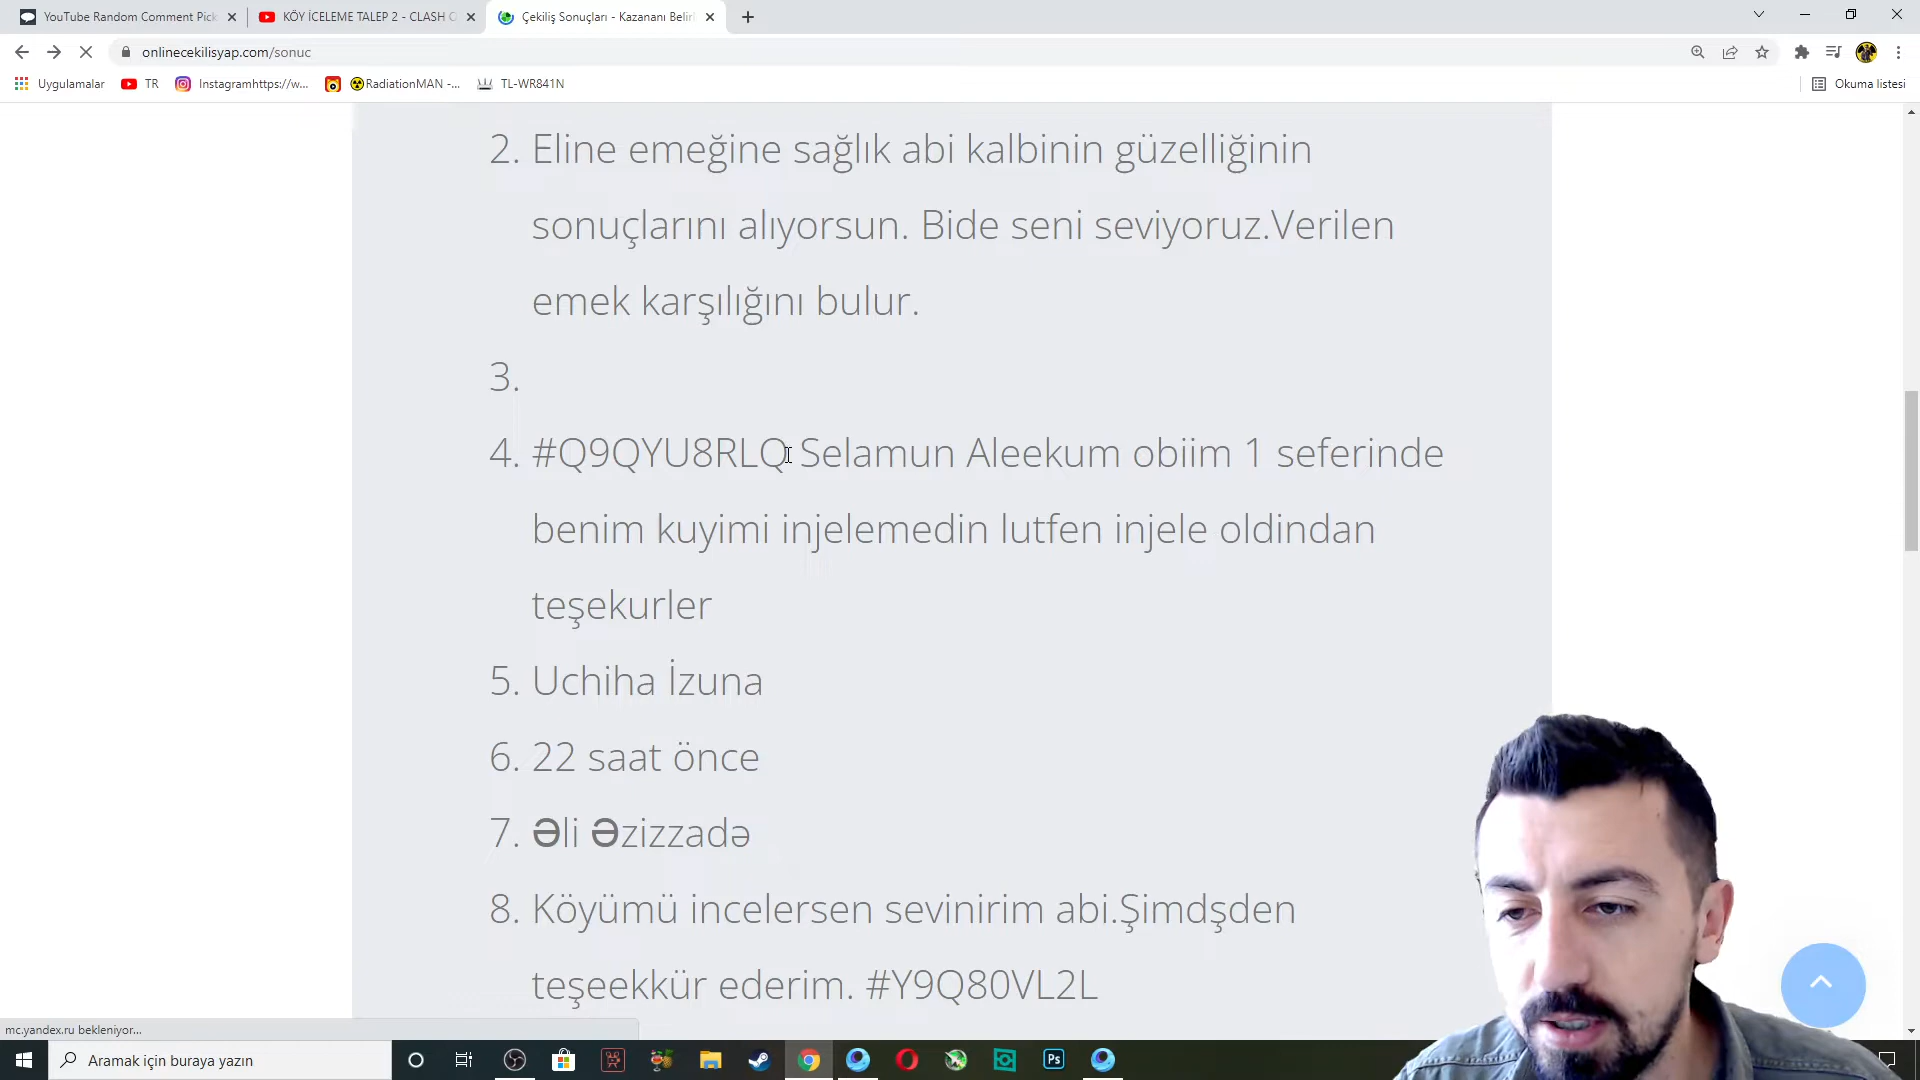 YouTube Random Comment Pick
KÖY İCELEME TALEP 2 - CLASH O
Çekiliş Sonuçları - Kazananı Belirl
onlinecekilisyap.com/sonuc
Uygulamalar
TR
Instagramhttps://w...
RadiationMAN -...
TL-WR841N
Okuma listesi
2. Eline emeğine sağlık abi kalbinin güzelliğinin
sonuçlarını alıyorsun. Bide seni seviyoruz.Verilen
emek karşılığını bulur.
3.
4. #Q9QYU8RLQ Selamun Aleekum obiim 1 seferinde
benim kuyimi injelemedin lutfen injele oldindan
teşekurler
5. Uchiha İzuna
6. 22 saat önce
7. Əli Əzizzadə
8. Köyümü incelersen sevinirim abi.Şimdşden
teşeekkür ederim. #Y9Q80VL2L
mc.yandex.ru bekleniyor...
Aramak için buraya yazın
Ps